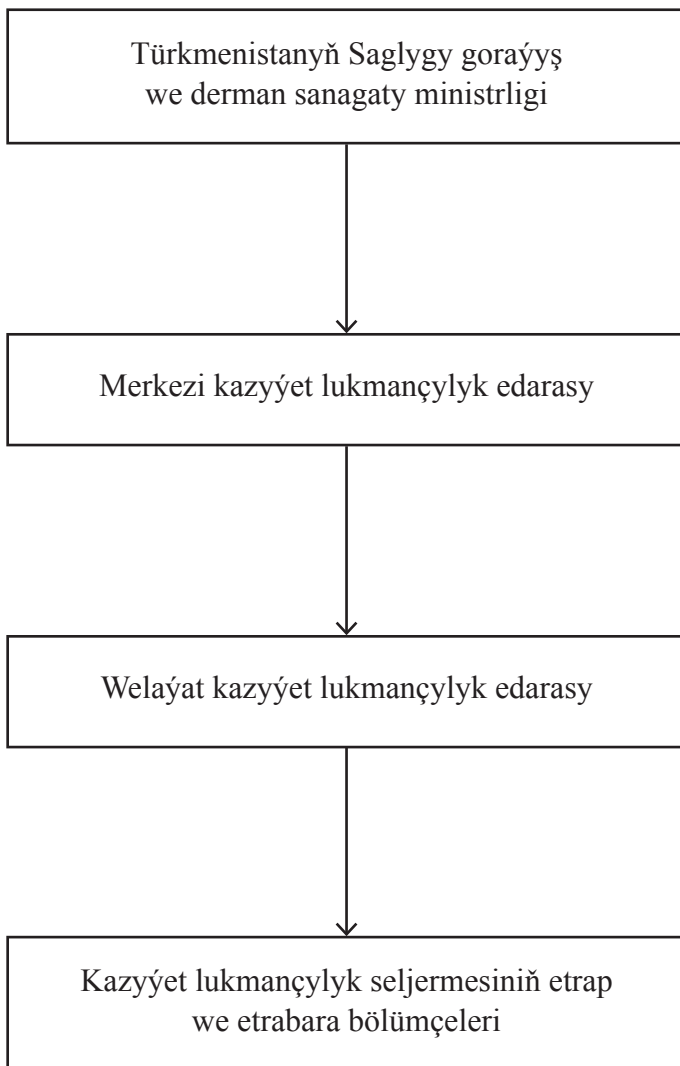 Türkmenistanyň Saglygy goraýyş
we derman sanagaty ministrligi
Merkezi kazyýet lukmançylyk edarasy
Welaýat kazyýet lukmançylyk edarasy
Kazyýet lukmançylyk seljermesiniň etrap
we etrabara bölümçeleri